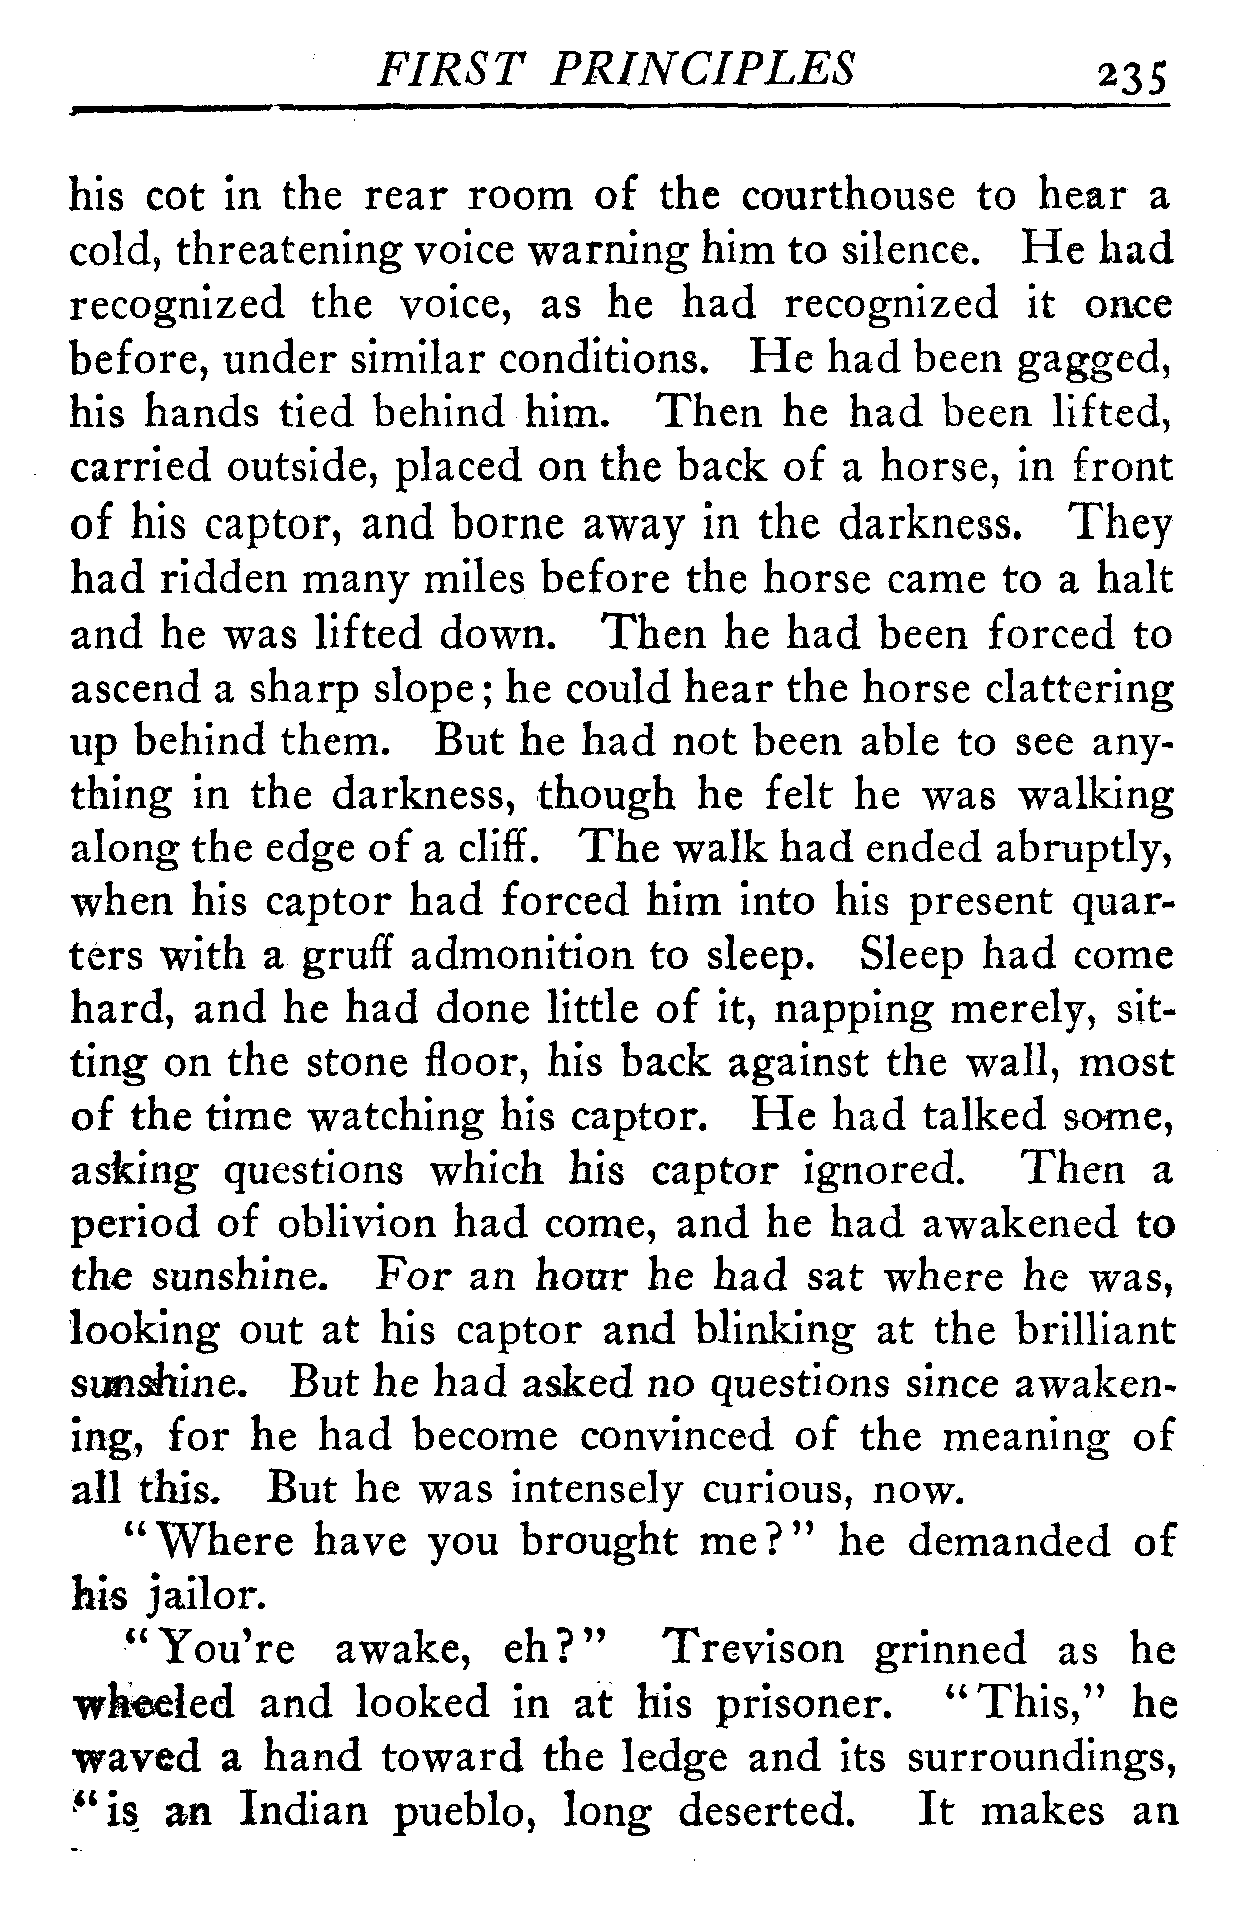 FIRST PRINCIPLES 235
his cot in the rear room of the courthouse to hear a
cold, threatening voice warning him to silence. He had
recognized the voice, as he had recognized it once
before, under similar conditions. He had been gagged,
his hands tied behind him. Then he had been lifted,
carried outside, placed on the back of a horse, in front
of his captor, and borne away in the darkness. They
had ridden many miles before the horse came to a halt
and he was lifted down. Then he had been forced to
ascend a sharp slope; he could hear the horse clattering
up behind them. But he had not been able to see any-
thing in the darkness, though he felt he was walking
along the edge of a cliff. The walk had ended abruptly,
when his captor had forced him into his present quar-
ters with a gruff admonition to sleep. Sleep had come
hard, and he had done little of it, napping merely, sit-
ting on the stone floor, his back against the wall, most
of the time watching his captor. He had talked some,
asking questions which his captor ignored. Then a
period of oblivion had come, and he had awakened to
the sunshine. For an hour he had sat where he was,
looking out at his captor and blinking at the brilliant
sunshine. But he had asked no questions since awaken-
ing, for he had become convinced of the meaning of
all this. But he was intensely curious, now.
"Where have you brought me?" he demanded of
his jailor.
"You're awake, eh?" Trevison grinned as he
wheeled and looked in at his prisoner. "This," he
waved a hand toward the ledge and its surroundings,
"is an Indian pueblo, long deserted. It makes an